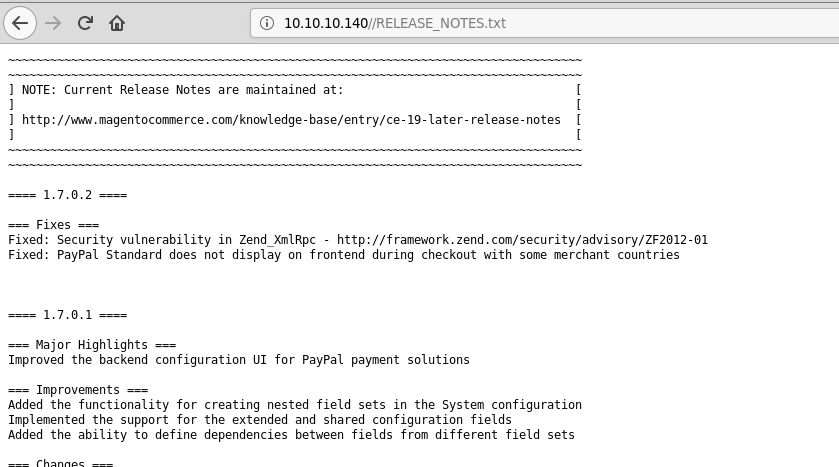 10.10.10.140//RELEASE_NOTES.txt
~~~~~~~~~~~~~~~~~~~~~~~~~~~~~~~~~~~~~~~~~~~~~~~~~~~~~~~~~~~~~~~~~~~~~~~~~~~~~~~~~~
~~~~~~~~~~~~~~~~~~~~~~~~~~~~~~~~~~~~~~~~~~~~~~~~~~~~~~~~~~~~~~~~~~~~~~~~~~~~~~~~~~
] NOTE: Current Release Notes are maintained at:                                 [
]                                                                                [
] http://www.magentocommerce.com/knowledge-base/entry/ce-19-later-release-notes  [
]                                                                                [
~~~~~~~~~~~~~~~~~~~~~~~~~~~~~~~~~~~~~~~~~~~~~~~~~~~~~~~~~~~~~~~~~~~~~~~~~~~~~~~~~~
~~~~~~~~~~~~~~~~~~~~~~~~~~~~~~~~~~~~~~~~~~~~~~~~~~~~~~~~~~~~~~~~~~~~~~~~~~~~~~~~~~
==== 1.7.0.2 ====
=== Fixes ===
Fixed: Security vulnerability in Zend_XmlRpc - http://framework.zend.com/security/advisory/ZF2012-01
Fixed: PayPal Standard does not display on frontend during checkout with some merchant countries
==== 1.7.0.1 ====
=== Major Highlights ===
Improved the backend configuration UI for PayPal payment solutions
=== Improvements ===
Added the functionality for creating nested field sets in the System configuration
Implemented the support for the extended and shared configuration fields
Added the ability to define dependencies between fields from different field sets
=== Changes ===